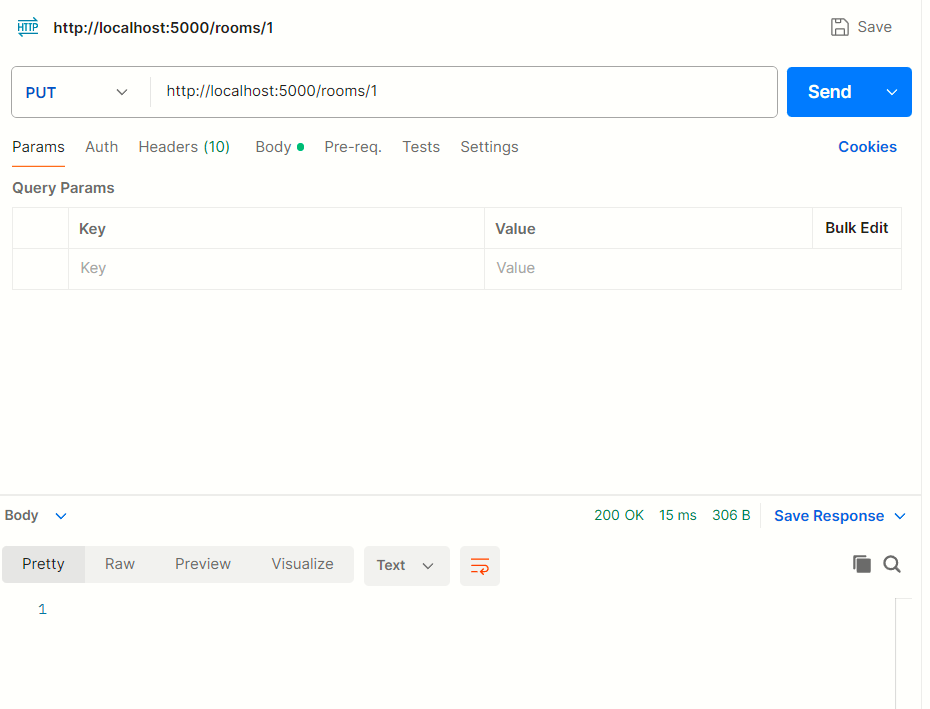 HTTP http://localhost:5000/rooms/1 Save
PUT http://localhost:5000/rooms/1 Send
Params Auth Headers (10) Body Pre-req. Tests Settings Cookies
Query Params
Key Value Bulk Edit
Key Value
Body 200 OK 15 ms 306 B Save Response
Pretty Raw Preview Visualize Text
1